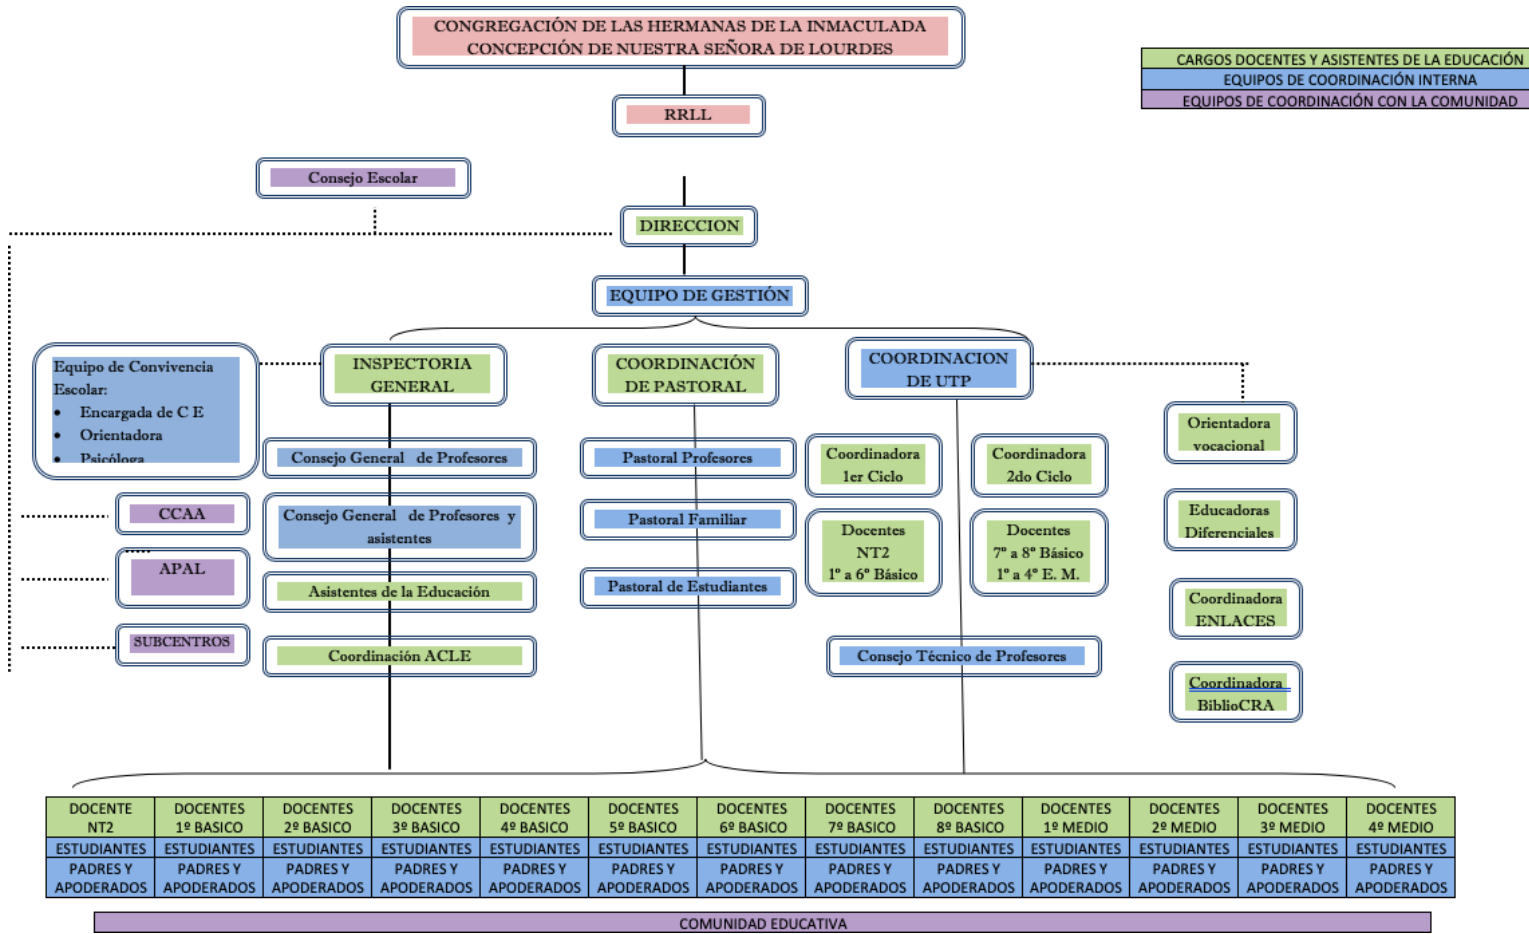 CONGREGACIÓN DE LAS HERMANAS DE LA INMACULADA
CONCEPCIÓN DE NUESTRA SEÑORA DE LOURDES
CARGOS DOCENTES Y ASISTENTES DE LA EDUCACIÓN
EQUIPOS DE COORDINACIÓN INTERNA
EQUIPOS DE COORDINACIÓN CON LA COMUNIDAD
RRLL
Consejo Escolar
DIRECCION
EQUIPO DE GESTIÓN
Equipo de Convivencia
Escolar:
• Encargada de C E
• Orientadora
• Psicóloga
INSPECTORIA
GENERAL
COORDINACIÓN
DE PASTORAL
COORDINACION
DE UTP
Consejo General de Profesores
Consejo General de Profesores y
asistentes
Asistentes de la Educación
Coordinación ACLE
Pastoral Profesores
Pastoral Familiar
Pastoral de Estudiantes
Coordinadora
1er Ciclo
Coordinadora
2do Ciclo
Docentes
NT2
1º a 6º Básico
Docentes
7º a 8º Básico
1º a 4º E. M.
Consejo Técnico de Profesores
Orientadora
vocacional
Educadoras
Diferenciales
Coordinadora
ENLACES
Coordinadora
BiblioCRA
CCAA
APAL
SUBCENTROS
DOCENTE NT2
DOCENTES 1º BASICO
DOCENTES 2º BASICO
DOCENTES 3º BASICO
DOCENTES 4º BASICO
DOCENTES 5º BASICO
DOCENTES 6º BASICO
DOCENTES 7º BASICO
DOCENTES 8º BASICO
DOCENTES 1º MEDIO
DOCENTES 2º MEDIO
DOCENTES 3º MEDIO
DOCENTES 4º MEDIO
ESTUDIANTES ESTUDIANTES ESTUDIANTES ESTUDIANTES ESTUDIANTES ESTUDIANTES ESTUDIANTES ESTUDIANTES ESTUDIANTES ESTUDIANTES ESTUDIANTES ESTUDIANTES ESTUDIANTES
PADRES Y PADRES Y PADRES Y PADRES Y PADRES Y PADRES Y PADRES Y PADRES Y PADRES Y PADRES Y PADRES Y PADRES Y PADRES Y
APODERADOS APODERADOS APODERADOS APODERADOS APODERADOS APODERADOS APODERADOS APODERADOS APODERADOS APODERADOS APODERADOS APODERADOS APODERADOS
COMUNIDAD EDUCATIVA